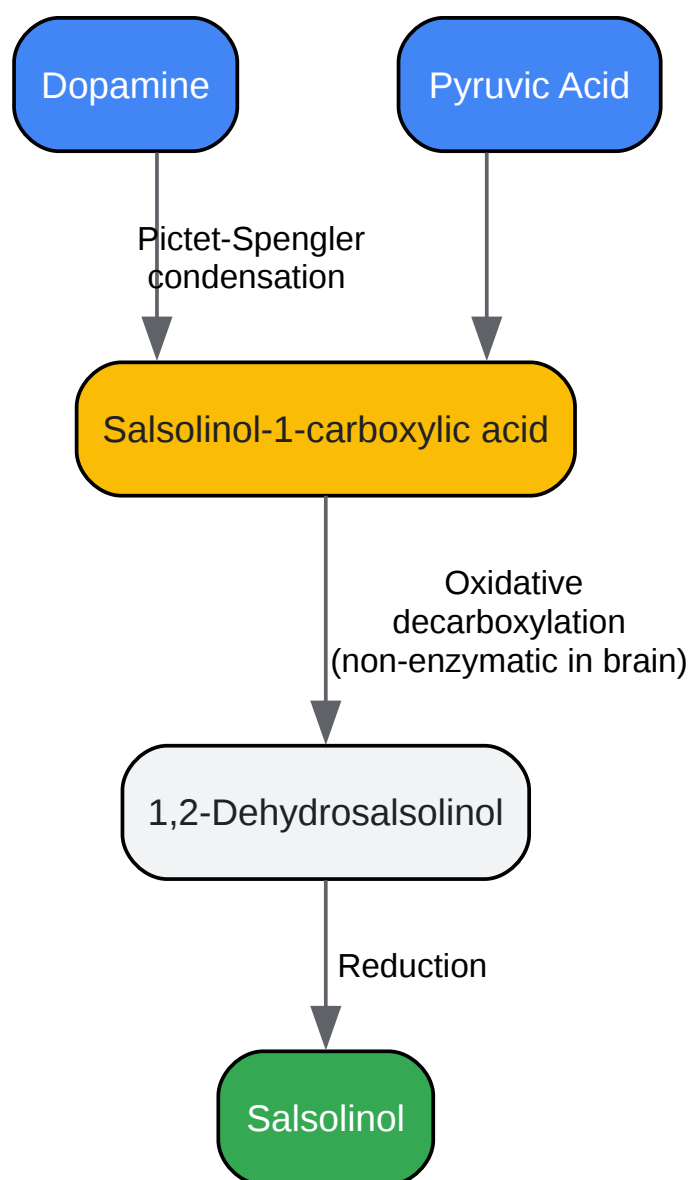 Dopamine
Pyruvic Acid
Pictet-Spengler
condensation
Salsolinol-1-carboxylic acid
Oxidative
decarboxylation
(non-enzymatic in brain)
1,2-Dehydrosalsolinol
Reduction
Salsolinol